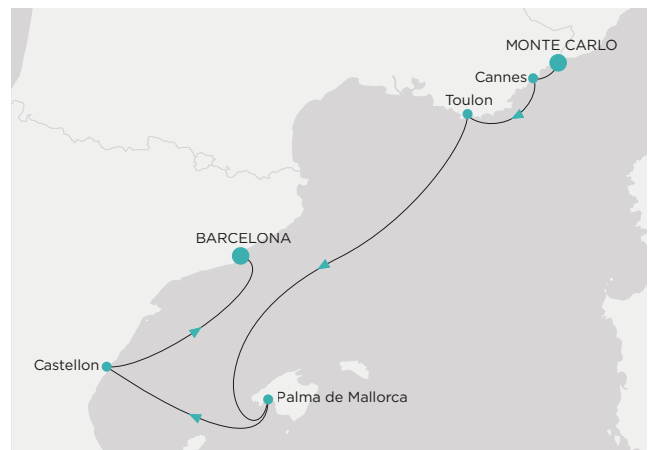 MONTE CARLO
Cannes
Toulon
BARCELONA
Castellon
Palma de Mallorca